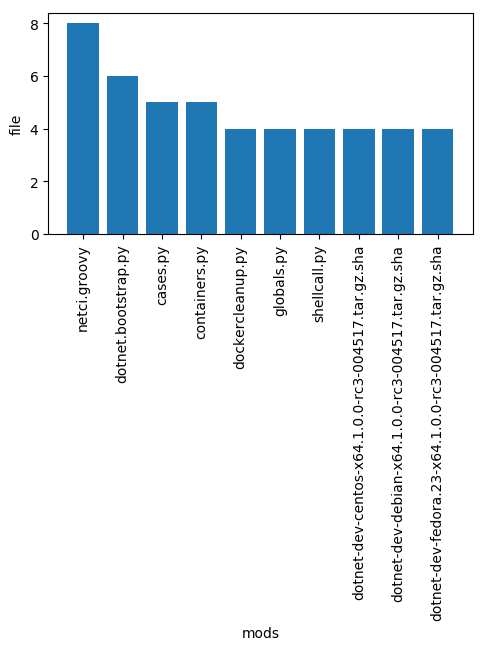 8
6
4
2
0
file
netci.groovy
dotnet.bootstrap.py
cases.py
containers.py
dockercleanup.py
globals.py
shellcall.py
dotnet-dev-centos-x64.1.0.0-rc3-004517.tar.gz.sha
dotnet-dev-debian-x64.1.0.0-rc3-004517.tar.gz.sha
dotnet-dev-fedora.23-x64.1.0.0-rc3-004517.tar.gz.sha
mods